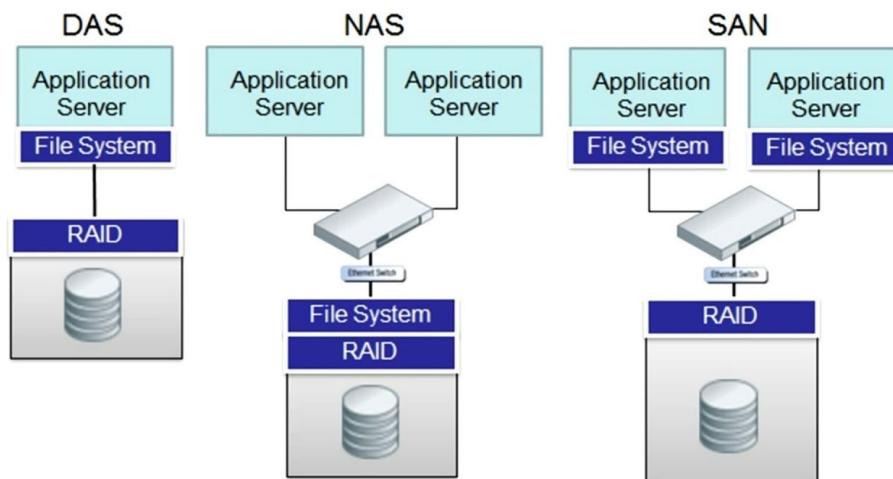 DAS
NAS
SAN
Application
Server
File System
RAID
Application
Server
Application
Server
Ethernet Switch
File System
RAID
Application
Server
File System
Application
Server
File System
Ethernet Switch
RAID